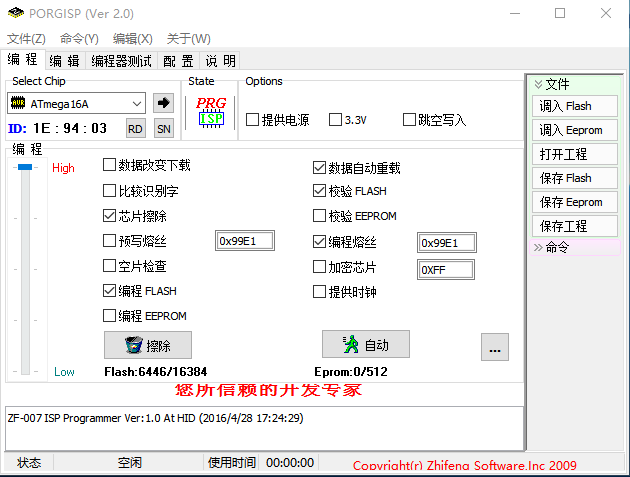 PORGISP (Ver 2.0)
文件(Z) 命令(Y) 编辑(X) 关于(W)
编 程 编 辑 编程器测试 配 置 说 明
Select Chip
ATmega16A
ID: 1E : 94 : 03 RD SN
State
PRG
ISP
Options
提供电源 3.3V 跳空写入
编 程
High
Low
数据改变下载 数据自动重载
比较识别字 校验 FLASH
芯片擦除 校验 EEPROM
预写熔丝 0x99E1 编程熔丝 0x99E1
空片检查 加密芯片 0XFF
编程 FLASH 提供时钟
编程 EEPROM
擦除 自动 ...
Flash:6446/16384 Eprom:0/512
您所信赖的开发专家
ZF-007 ISP Programmer Ver:1.0 At HID (2016/4/28 17:24:29)
文件
调入 Flash
调入 Eeprom
打开工程
保存 Flash
保存 Eeprom
保存工程
命令
状态 空闲 使用时间 00:00:00 Copyright(r) Zhifeng Software.Inc 2009